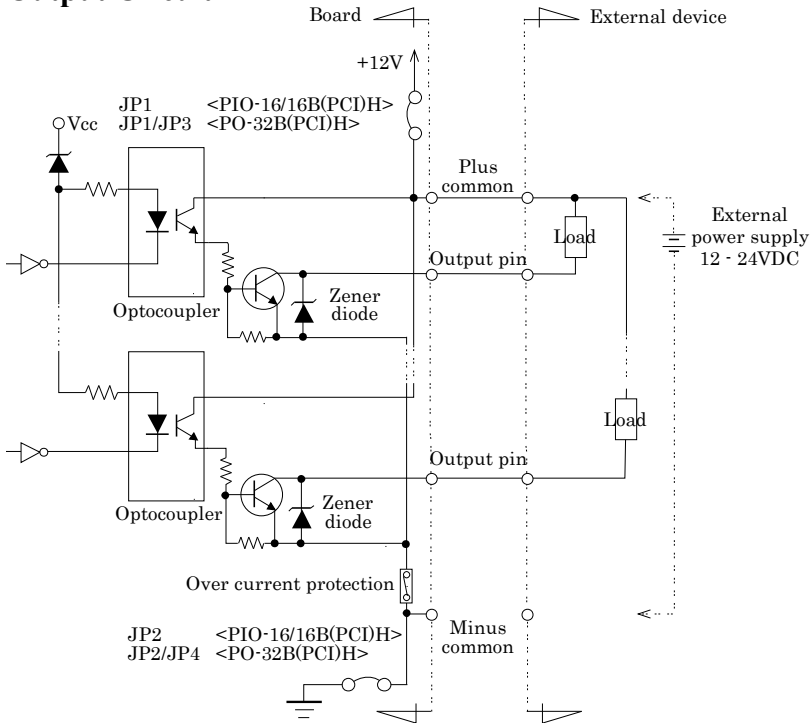 Board
External device
+12V
JP1 <PIO-16/16B(PCI)H>
JP1/JP3 <PO-32B(PCI)H>
Vcc
Plus
common
External
power supply
12 - 24VDC
Load
Output pin
Optocoupler
Zener
diode
Load
Output pin
Optocoupler
Zener
diode
Over current protection
JP2 <PIO-16/16B(PCI)H>
JP2/JP4 <PO-32B(PCI)H>
Minus
common